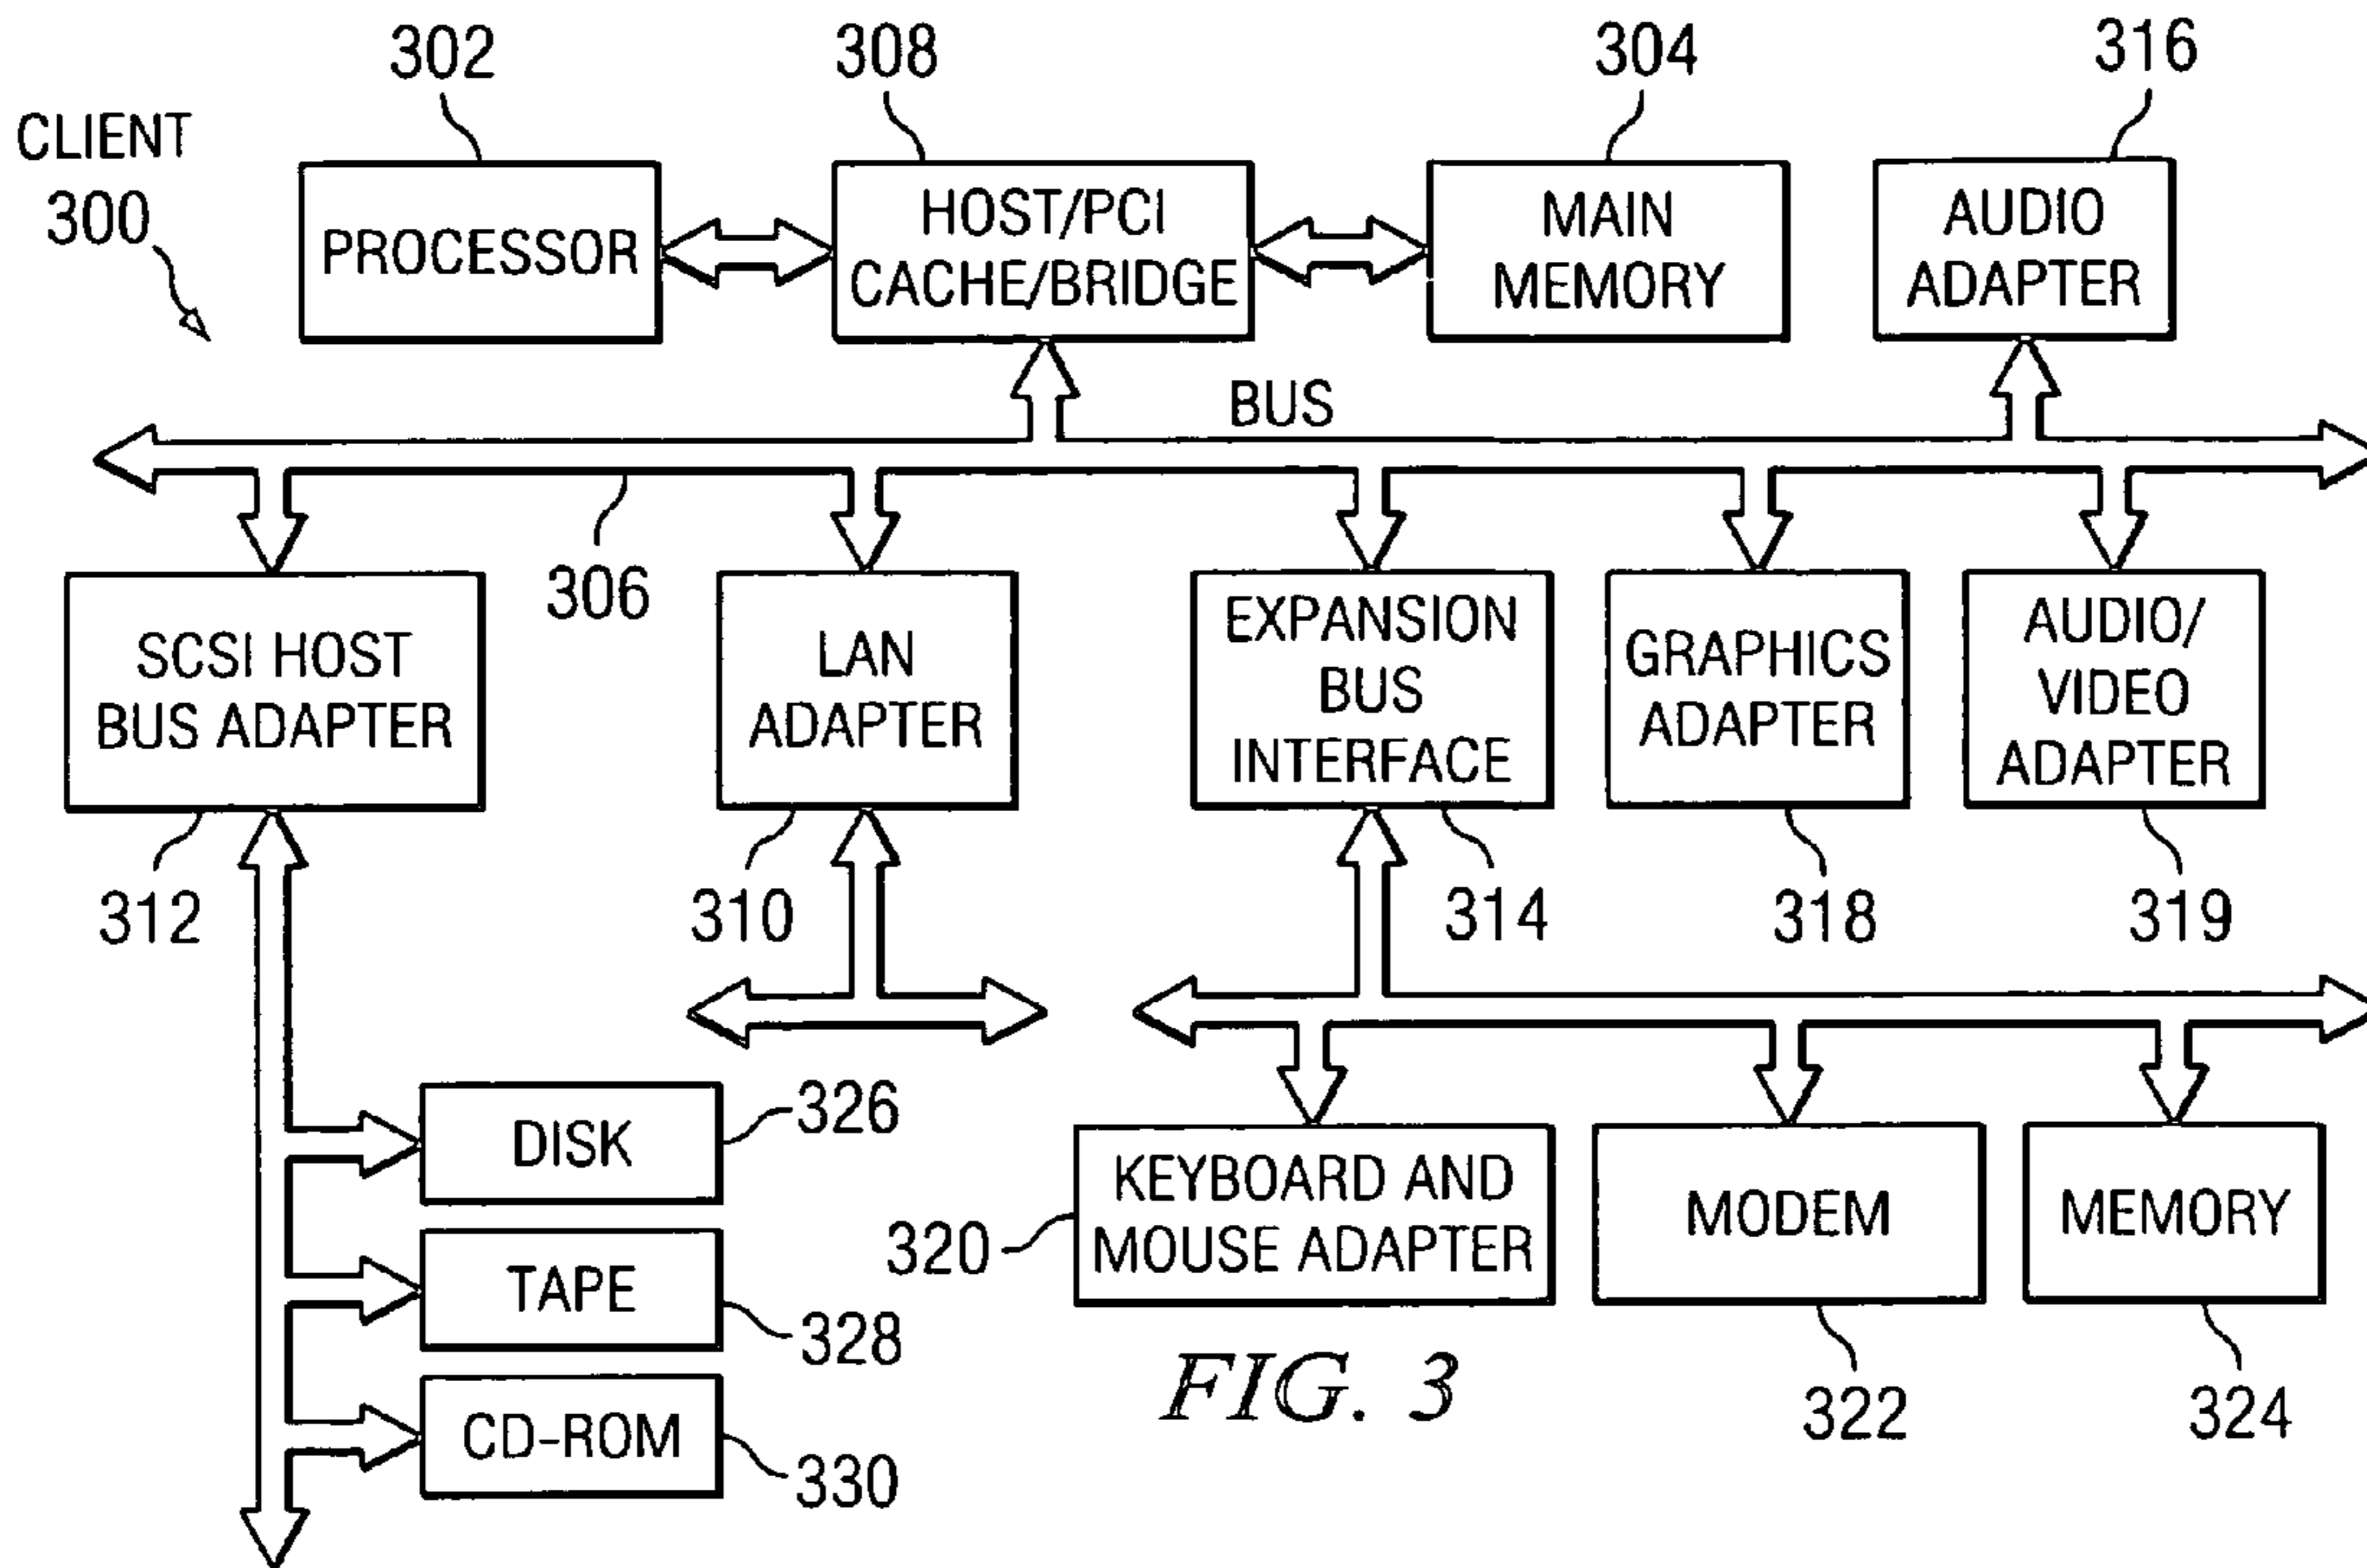 302
308
304
316
CLIENT
300
PROCESSOR
HOST/PCI
CACHE/BRIDGE
MAIN
MEMORY
AUDIO
ADAPTER
BUS
306
SCSI HOST
BUS ADAPTER
LAN
ADAPTER
EXPANSION
BUS
INTERFACE
GRAPHICS
ADAPTER
AUDIO/
VIDEO
ADAPTER
312
310
314
318
319
DISK
326
TAPE
328
CD-ROM
330
320
KEYBOARD AND
MOUSE ADAPTER
MODEM
MEMORY
322
324
FIG. 3